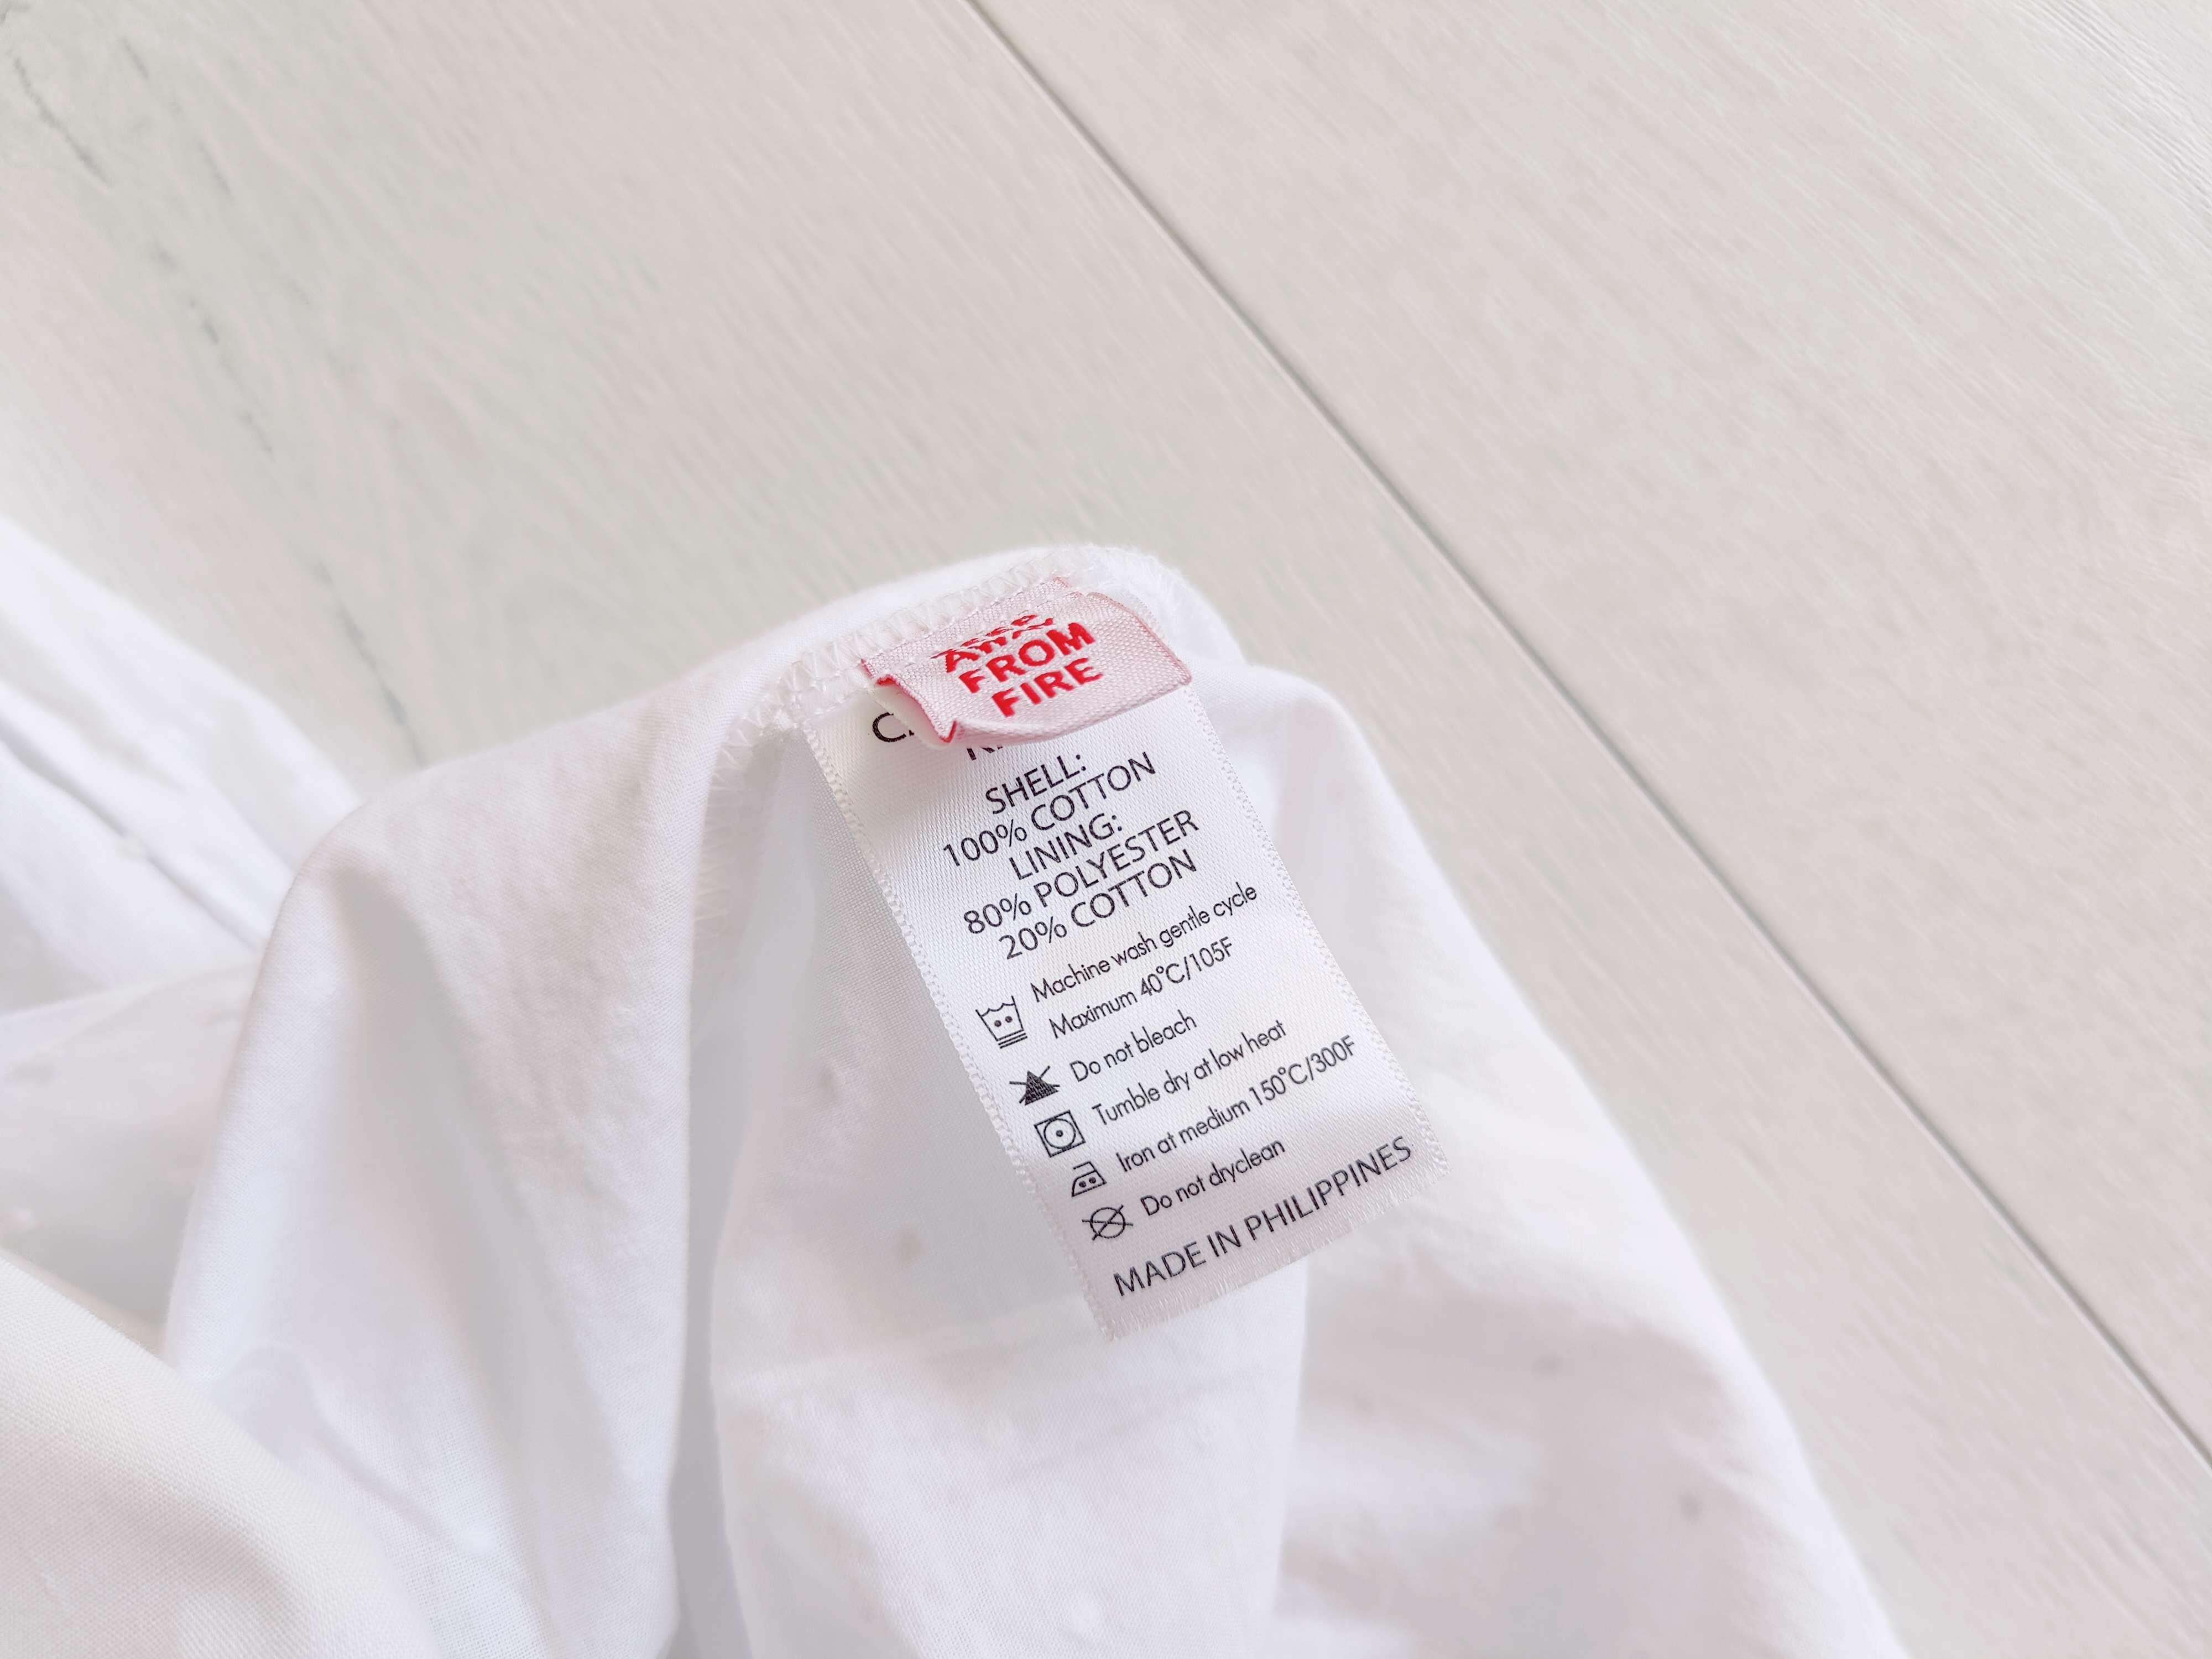 AWAY
FROM
FIRE
SHELL:
100% COTTON
LINING:
80% POLYESTER
20% COTTON
Machine wash gentle cycle
Maximum 40°C/105F
Do not bleach
Tumble dry at low heat
Iron at medium 150°C/300F
Do not dryclean
MADE IN PHILIPPINES